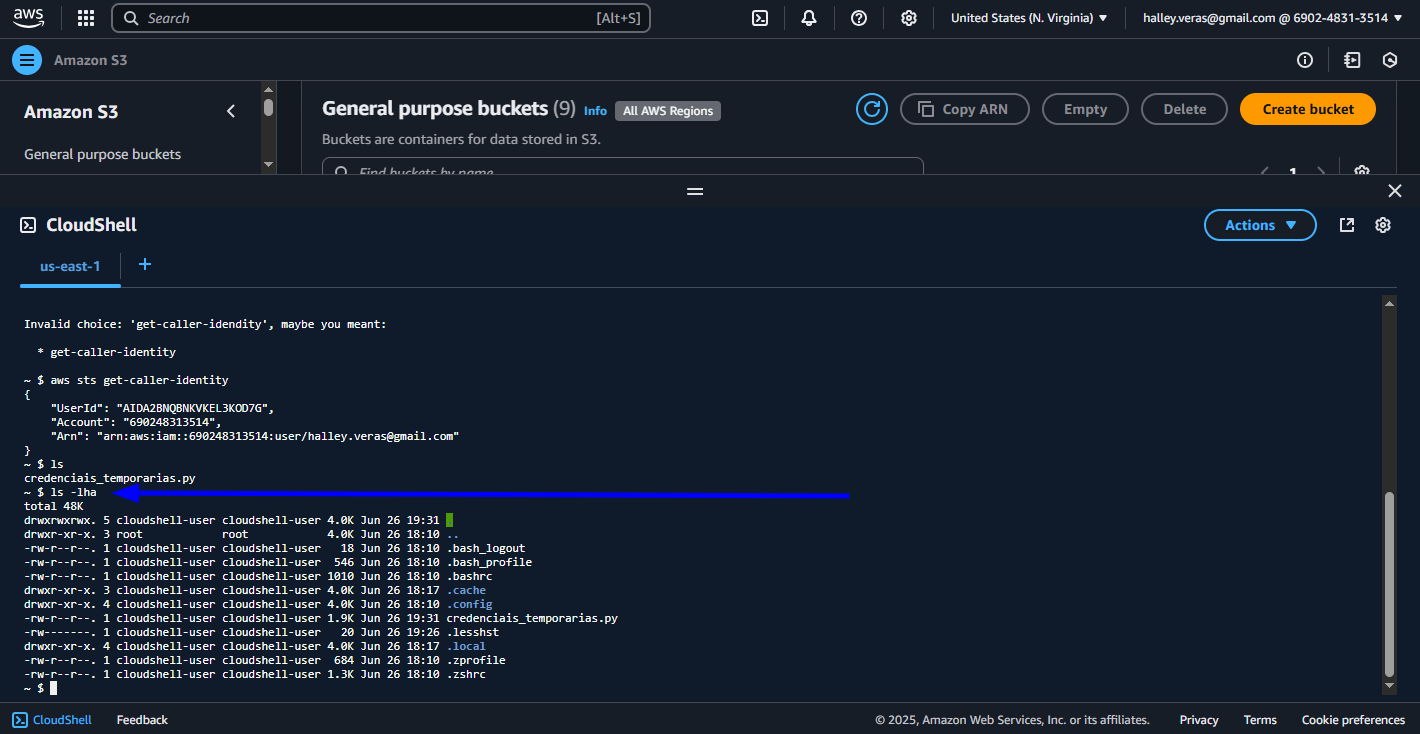 aws
Search [Alt+S]
United States (N. Virginia) ▼
halley.veras@gmail.com @ 6902-4831-3514 ▼
Amazon S3
Amazon S3
General purpose buckets
General purpose buckets (9) Info All AWS Regions
Copy ARN
Empty
Delete
Create bucket
Buckets are containers for data stored in S3.
Find buckets by name
1
CloudShell
Actions ▼
us-east-1 +
Invalid choice: 'get-caller-idendity', maybe you meant:
* get-caller-identity
~ $ aws sts get-caller-identity
{
"UserId": "AIDA2BNQBNKVKEL3KOD7G",
"Account": "690248313514",
"Arn": "arn:aws:iam::690248313514:user/halley.veras@gmail.com"
}
~ $ ls
credenciais_temporarias.py
~ $ ls -lha
total 48K
drwxrwxrwx. 5 cloudshell-user cloudshell-user 4.0K Jun 26 19:31 .
drwxr-xr-x. 3 root root 4.0K Jun 26 18:10 ..
-rw-r--r--. 1 cloudshell-user cloudshell-user 18 Jun 26 18:10 .bash_logout
-rw-r--r--. 1 cloudshell-user cloudshell-user 546 Jun 26 18:10 .bash_profile
-rw-r--r--. 1 cloudshell-user cloudshell-user 1010 Jun 26 18:10 .bashrc
drwxr-xr-x. 3 cloudshell-user cloudshell-user 4.0K Jun 26 18:17 .cache
drwxr-xr-x. 4 cloudshell-user cloudshell-user 4.0K Jun 26 18:10 .config
-rw-r--r--. 1 cloudshell-user cloudshell-user 1.9K Jun 26 19:31 credenciais_temporarias.py
-rw-------. 1 cloudshell-user cloudshell-user 20 Jun 26 19:26 .lesshst
drwxr-xr-x. 4 cloudshell-user cloudshell-user 4.0K Jun 26 18:17 .local
-rw-r--r--. 1 cloudshell-user cloudshell-user 684 Jun 26 18:10 .zprofile
-rw-r--r--. 1 cloudshell-user cloudshell-user 1.3K Jun 26 18:10 .zshrc
~ $
CloudShell Feedback © 2025, Amazon Web Services, Inc. or its affiliates. Privacy Terms Cookie preferences